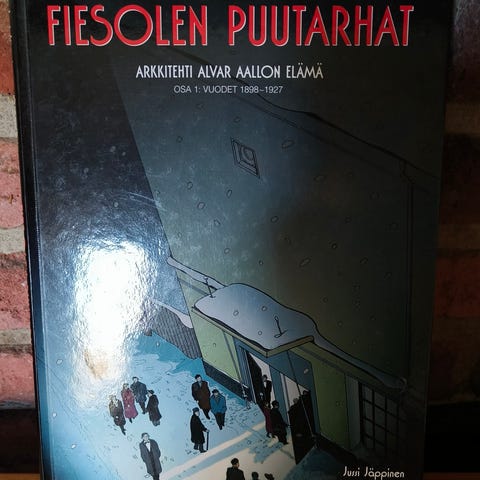 FIESOLEN PUUTARHAT
ARKKITEHTI ALVAR AALLON ELÄMÄ
OSA 1: VUODET 1898–1927
Jussi Jäppinen